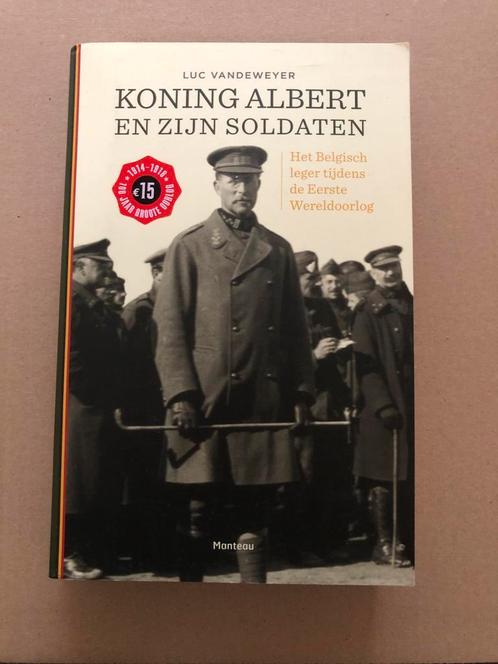 LUC VANDEWEYER
KONING ALBERT
EN ZIJN SOLDATEN
Het Belgisch
leger tijdens
de Eerste
Wereldoorlog
1914-1918
€15
100 JAAR GROOTE OORLOG
Manteau